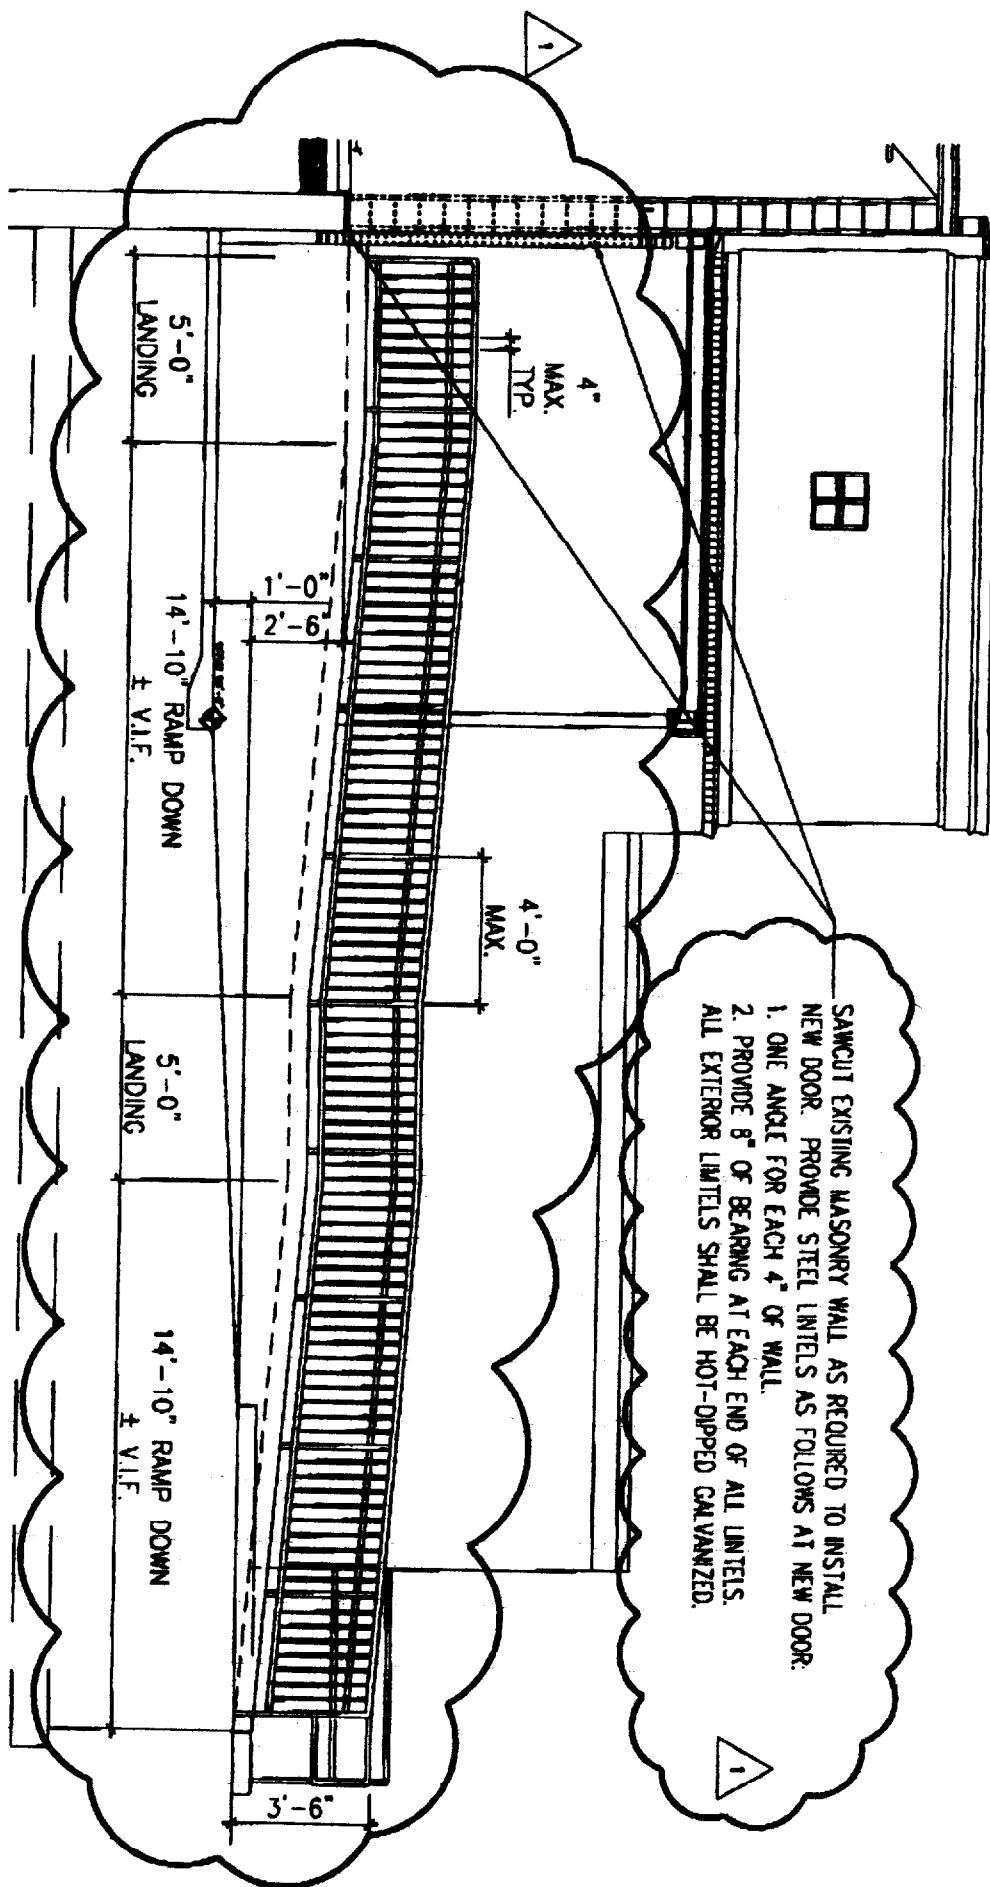 1
SAWCUT EXISTING MASONRY WALL AS REQUIRED TO INSTALL
NEW DOOR. PROVIDE STEEL LINTELS AS FOLLOWS AT NEW DOOR:
1. ONE ANGLE FOR EACH 4" OF WALL.
2. PROVIDE 8" OF BEARING AT EACH END OF ALL LINTELS.
ALL EXTERIOR LINTELS SHALL BE HOT-DIPPED GALVANIZED.
1
4"
MAX.
TYP.
4'-0"
MAX.
1'-0"
2'-6"
3'-6"
5'-0"
LANDING
14'-10" RAMP DOWN
± V.I.F.
5'-0"
LANDING
14'-10" RAMP DOWN
± V.I.F.